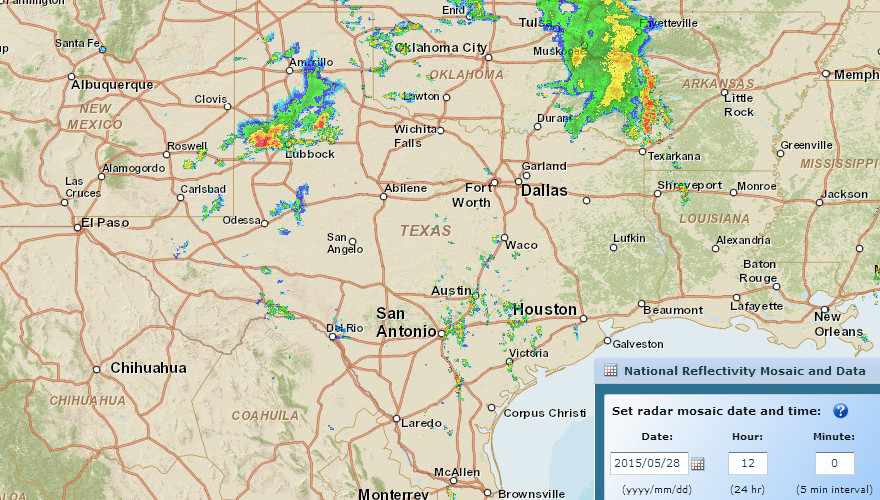 Farmington
Enid
Tulsa
Fayetteville
Santa Fe
Oklahoma City
Muskogee
Amarillo
OKLAHOMA
Albuquerque
ARKANSAS
Memph
Clovis
Lawton
Little
Rock
NEW
MEXICO
Durant
Wichita
Falls
Roswell
Lubbock
Texarkana
Greenville
MISSISSIPPI
Alamogordo
Garland
Las
Cruces
Carlsbad
Abilene
Fort
Worth
Dallas
Shreveport
Monroe
Jackson
El Paso
Odessa
TEXAS
LOUISIANA
San
Angelo
Waco
Lufkin
Alexandria
Baton
Rouge
Austin
San
Antonio
Houston
Beaumont
Lafayette
New
Orleans
Del Rio
Galveston
Victoria
Chihuahua
CHIHUAHUA
COAHUILA
Laredo
Corpus Christi
McAllen
Monterrey
Brownsville
National Reflectivity Mosaic and Data
Set radar mosaic date and time: ?
Date: Hour: Minute:
2015/05/28 12 0
(yyyy/mm/dd) (24 hr) (5 min interval)